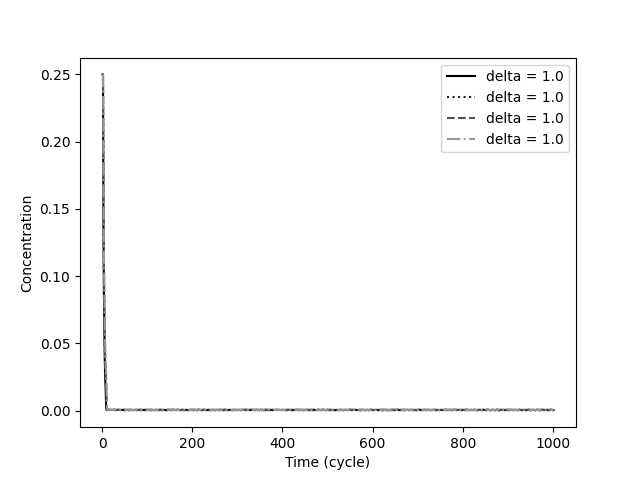 delta = 1.0
delta = 1.0
delta = 1.0
delta = 1.0
0.25
0.20
0.15
0.10
0.05
0.00
Concentration
0 200 400 600 800 1000
Time (cycle)